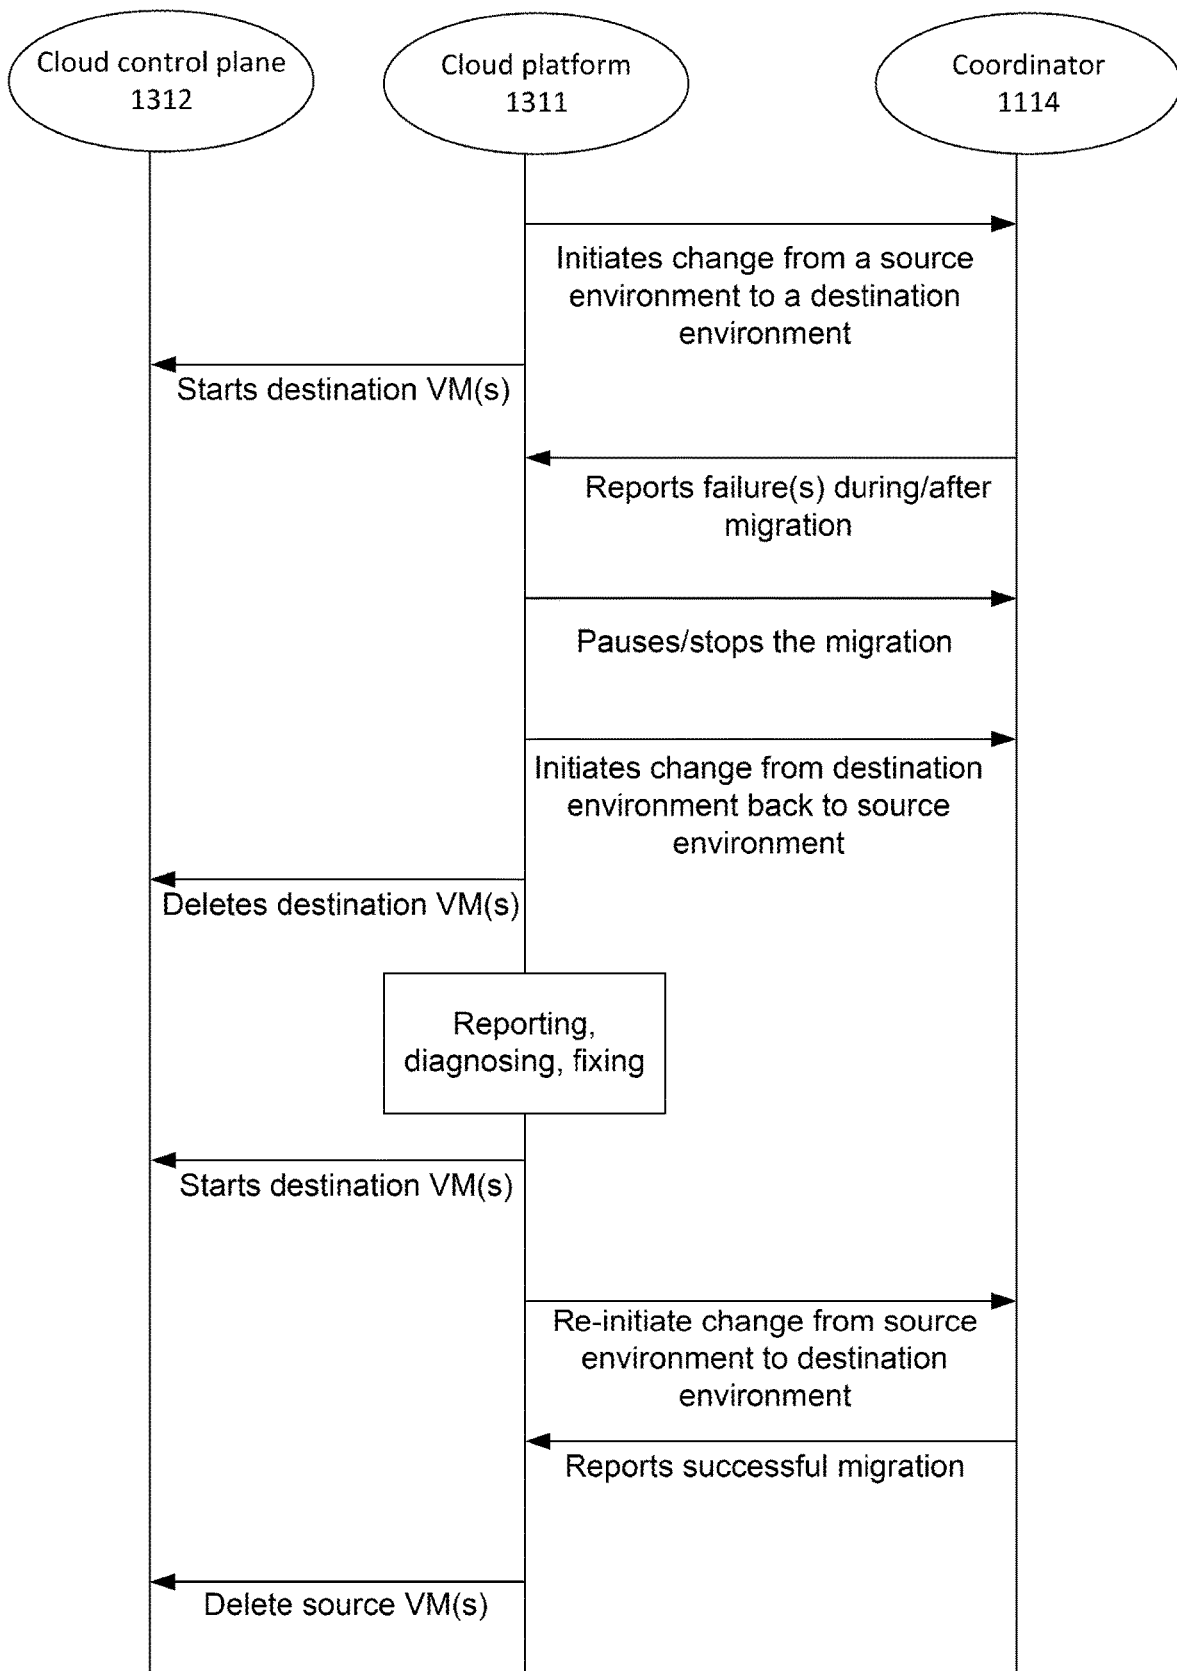 Cloud control plane
1312
Cloud platform
1311
Coordinator
1114
Initiates change from a source
environment to a destination
environment
Starts destination VM(s)
Reports failure(s) during/after
migration
Pauses/stops the migration
Initiates change from destination
environment back to source
environment
Deletes destination VM(s)
Reporting,
diagnosing, fixing
Starts destination VM(s)
Re-initiate change from source
environment to destination
environment
Reports successful migration
Delete source VM(s)